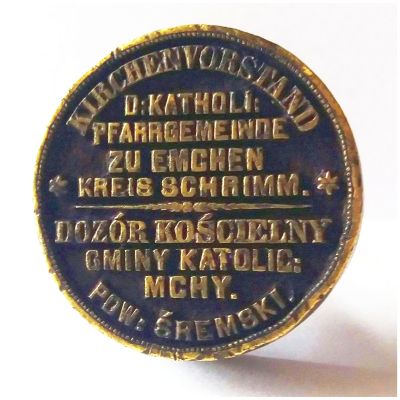 KIRCHENVORSTAND
D: KATHOLI:
PFARRGEMEINDE
ZU EMCHEN
KREIS SCHRIMM.
DOZÓR KOŚCIELNY
GMINY KATOLIC:
MCHY.
POW: ŚREMSKI